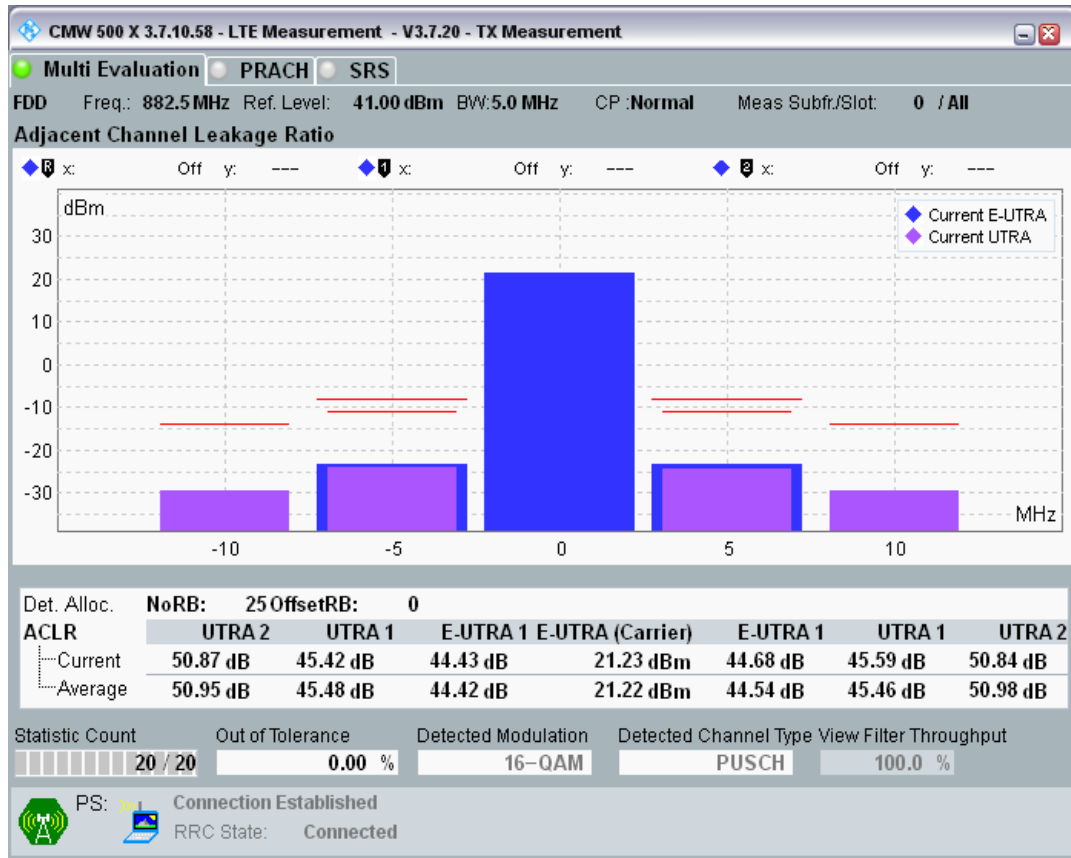 CMW 500 X 3.7.10.58 - LTE Measurement - V3.7.20 - TX Measurement
Multi Evaluation PRACH SRS
FDD Freq.: 882.5 MHz Ref. Level: 41.00 dBm BW: 5.0 MHz CP :Normal Meas Subfr./Slot: 0 / All
Adjacent Channel Leakage Ratio
R x: Off y: --- 1 x: Off y: --- 2 x: Off y: ---
dBm
Current E-UTRA
Current UTRA
30
20
10
0
-10
-20
-30
MHz
-10 -5 0 5 10
Det. Alloc. NoRB: 25 OffsetRB: 0
ACLR UTRA 2 UTRA 1 E-UTRA 1 E-UTRA (Carrier) E-UTRA 1 UTRA 1 UTRA 2
Current 50.87 dB 45.42 dB 44.43 dB 21.23 dBm 44.68 dB 45.59 dB 50.84 dB
Average 50.95 dB 45.48 dB 44.42 dB 21.22 dBm 44.54 dB 45.46 dB 50.98 dB
Statistic Count Out of Tolerance Detected Modulation Detected Channel Type View Filter Throughput
20 / 20 0.00 % 16-QAM PUSCH 100.0 %
PS: Connection Established
RRC State: Connected